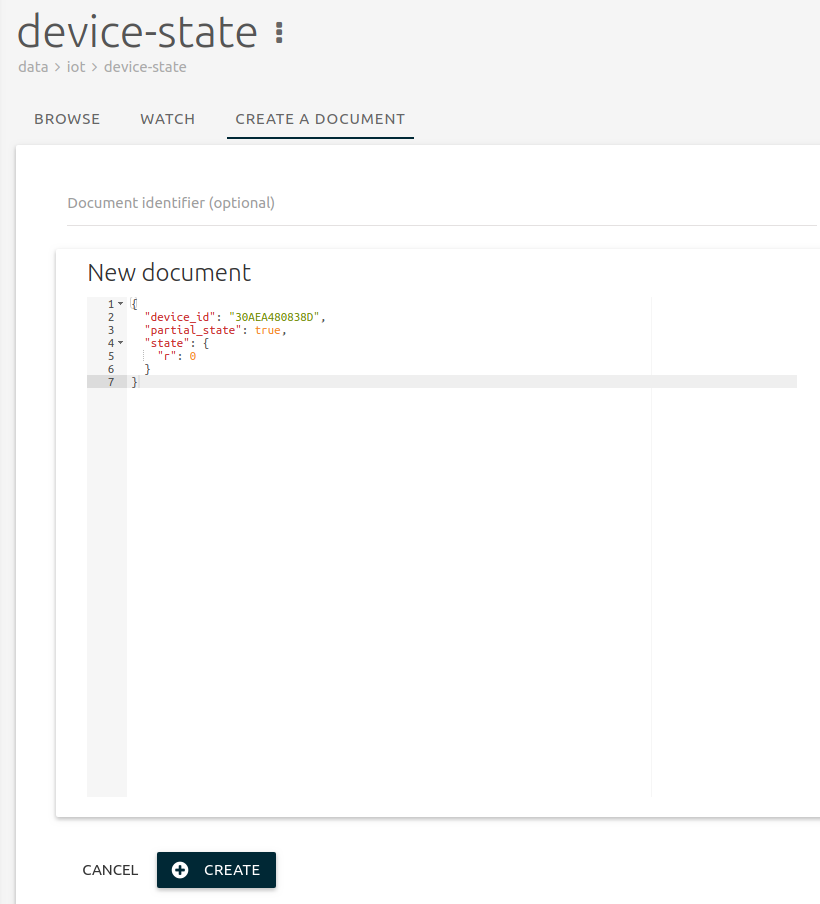 device-state
data > iot > device-state
BROWSE WATCH CREATE A DOCUMENT
Document identifier (optional)
New document
1 {
2 "device_id": "30AEA480838D",
3 "partial_state": true,
4 "state": {
5 "r": 0
6 }
7 }
CANCEL CREATE